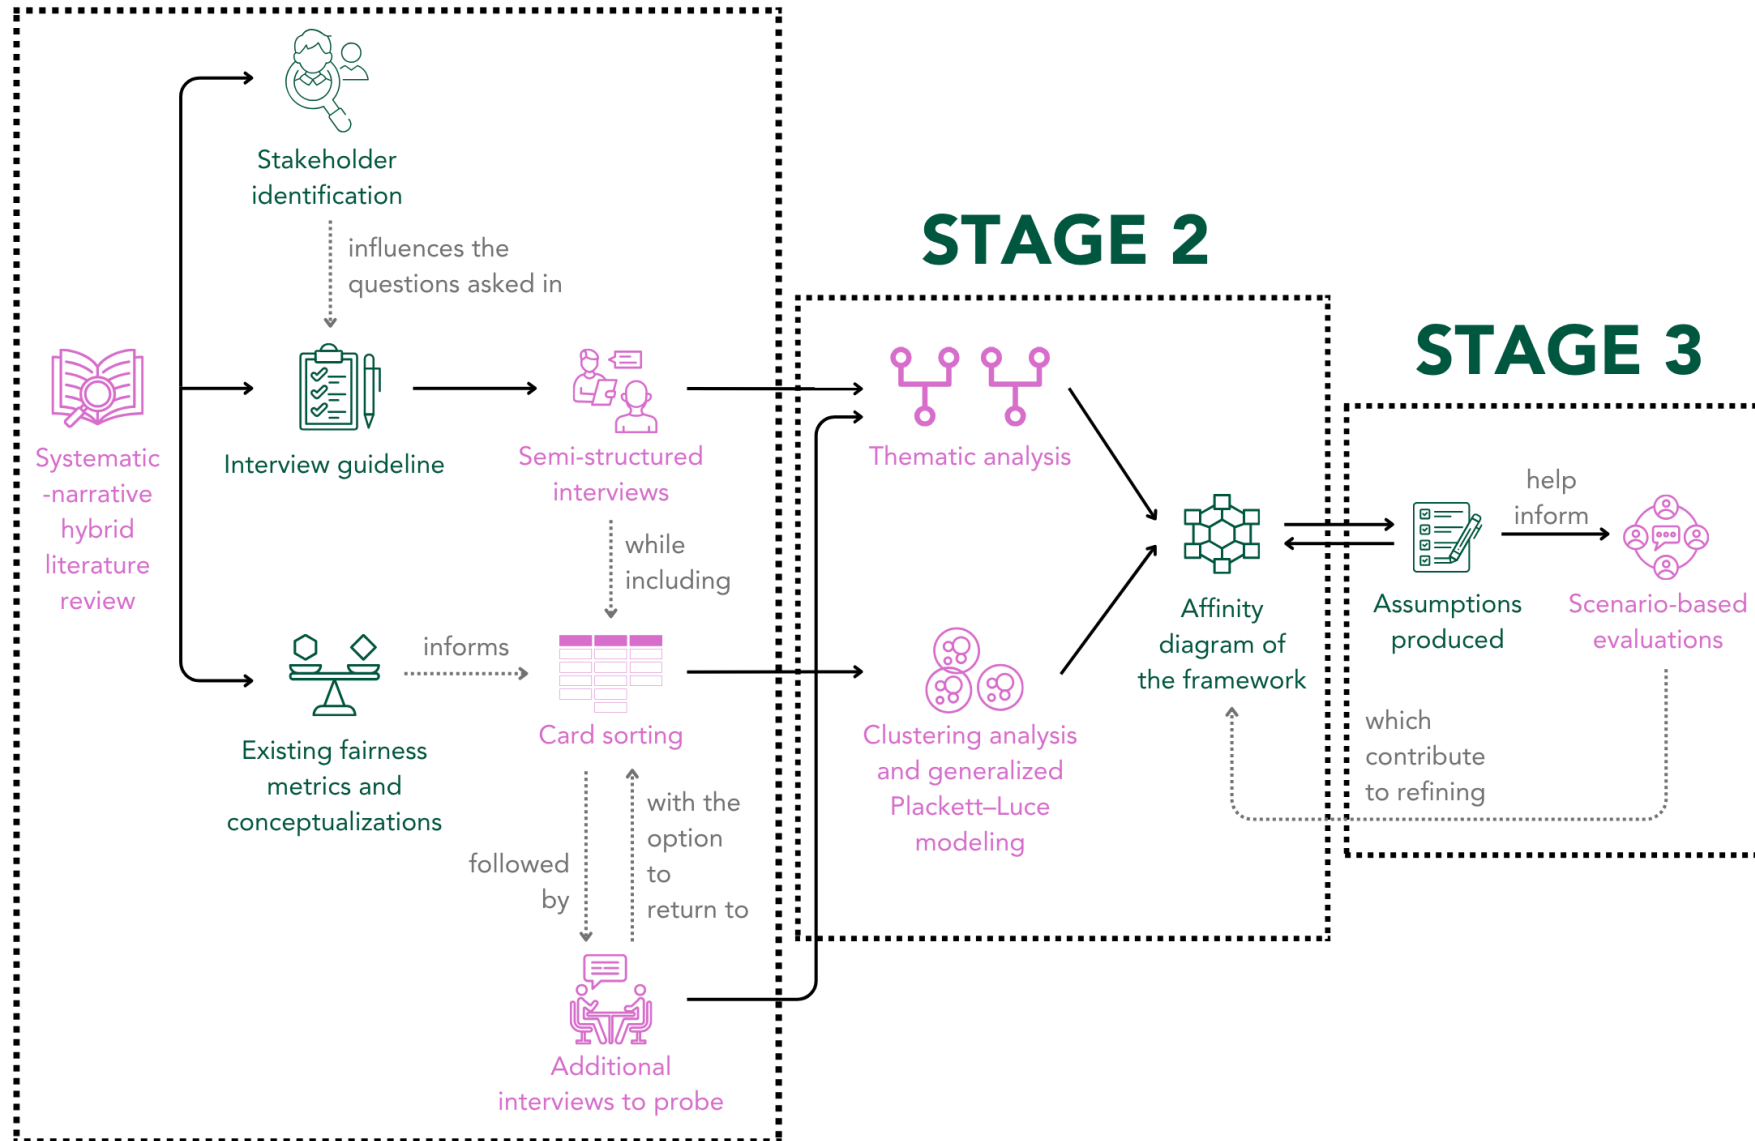 Stakeholder
identification
influences the
questions asked in
Systematic
-narrative
hybrid
literature
review
Interview guideline
Semi-structured
interviews
while
including
informs
Existing fairness
metrics and
conceptualizations
Card sorting
followed
by
with the
option
to
return to
Additional
interviews to probe
STAGE 2
Thematic analysis
Clustering analysis
and generalized
Plackett–Luce
modeling
Affinity
diagram of
the framework
STAGE 3
Assumptions
produced
help
inform
Scenario-based
evaluations
which
contribute
to refining